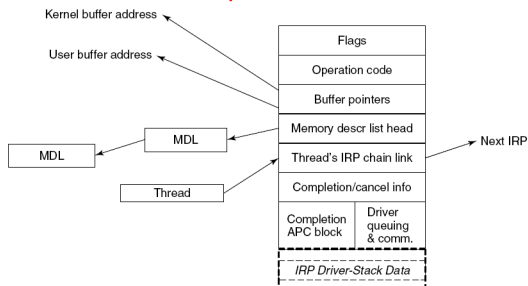 Kernel buffer address
User buffer address
Flags
Operation code
Buffer pointers
Memory descr list head
Thread's IRP chain link
Completion/cancel info
Completion
APC block
Driver
queuing
& comm.
IRP Driver-Stack Data
MDL
MDL
Thread
Next IRP